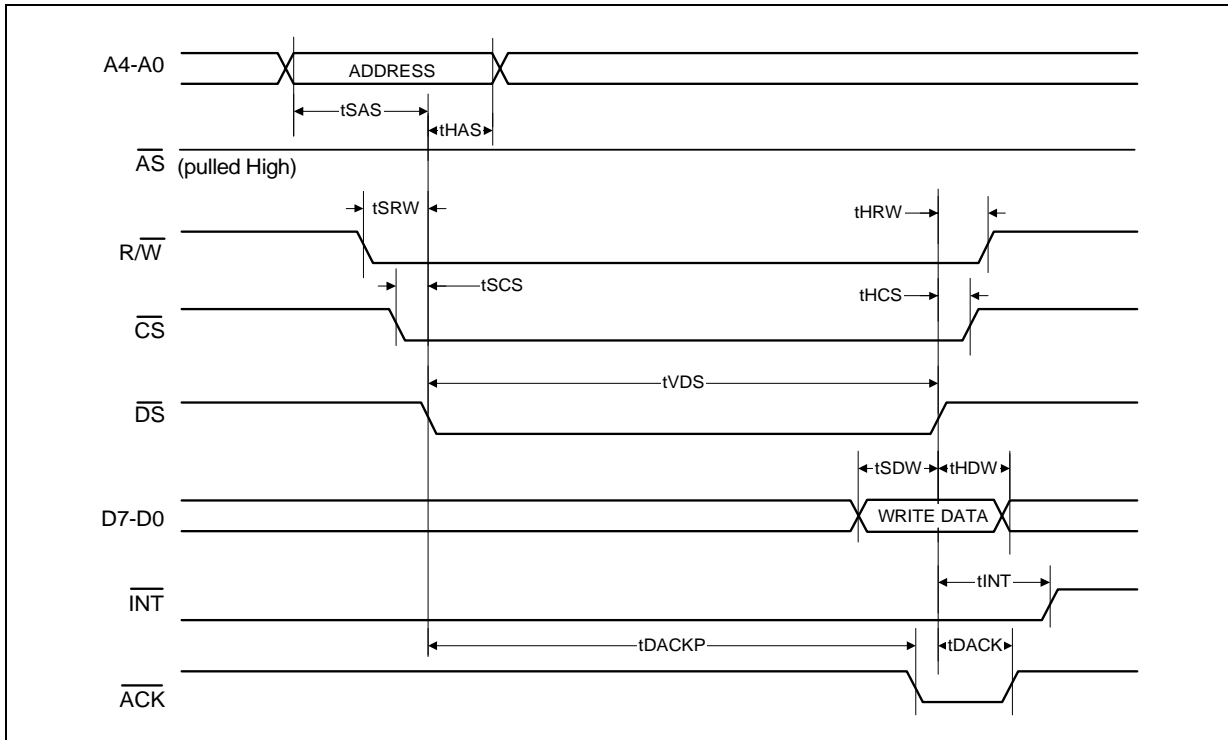 A4-A0
ADDRESS
tSAS
tHAS
AS (pulled High)
tSRW
tHRW
R/W
tSCS
tHCS
CS
tVDS
DS
tSDW
tHDW
D7-D0
WRITE DATA
tINT
INT
tDACKP
tDACK
ACK